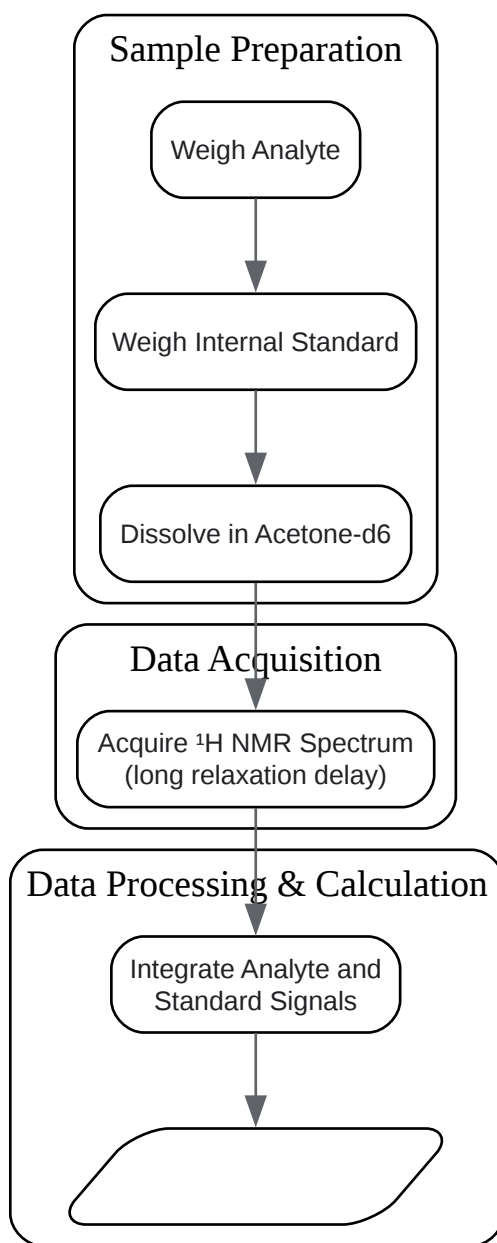 Sample Preparation
Weigh Analyte
Weigh Internal Standard
Dissolve in Acetone-d6
Data Acquisition
Acquire ¹H NMR Spectrum
(long relaxation delay)
Data Processing & Calculation
Integrate Analyte and
Standard Signals